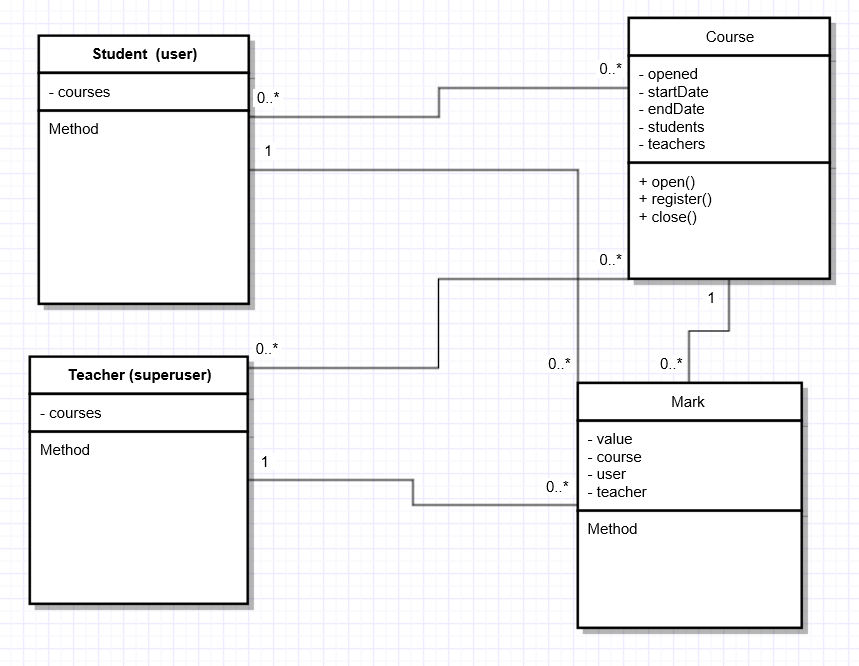 Student  (user)
- courses
Method
0..*
1
0..*
Course
- opened
- startDate
- endDate
- students
- teachers
+ open()
+ register()
+ close()
0..*
1
0..*
0..*
0..*
Teacher (superuser)
- courses
Method
1
0..*
Mark
- value
- course
- user
- teacher
Method